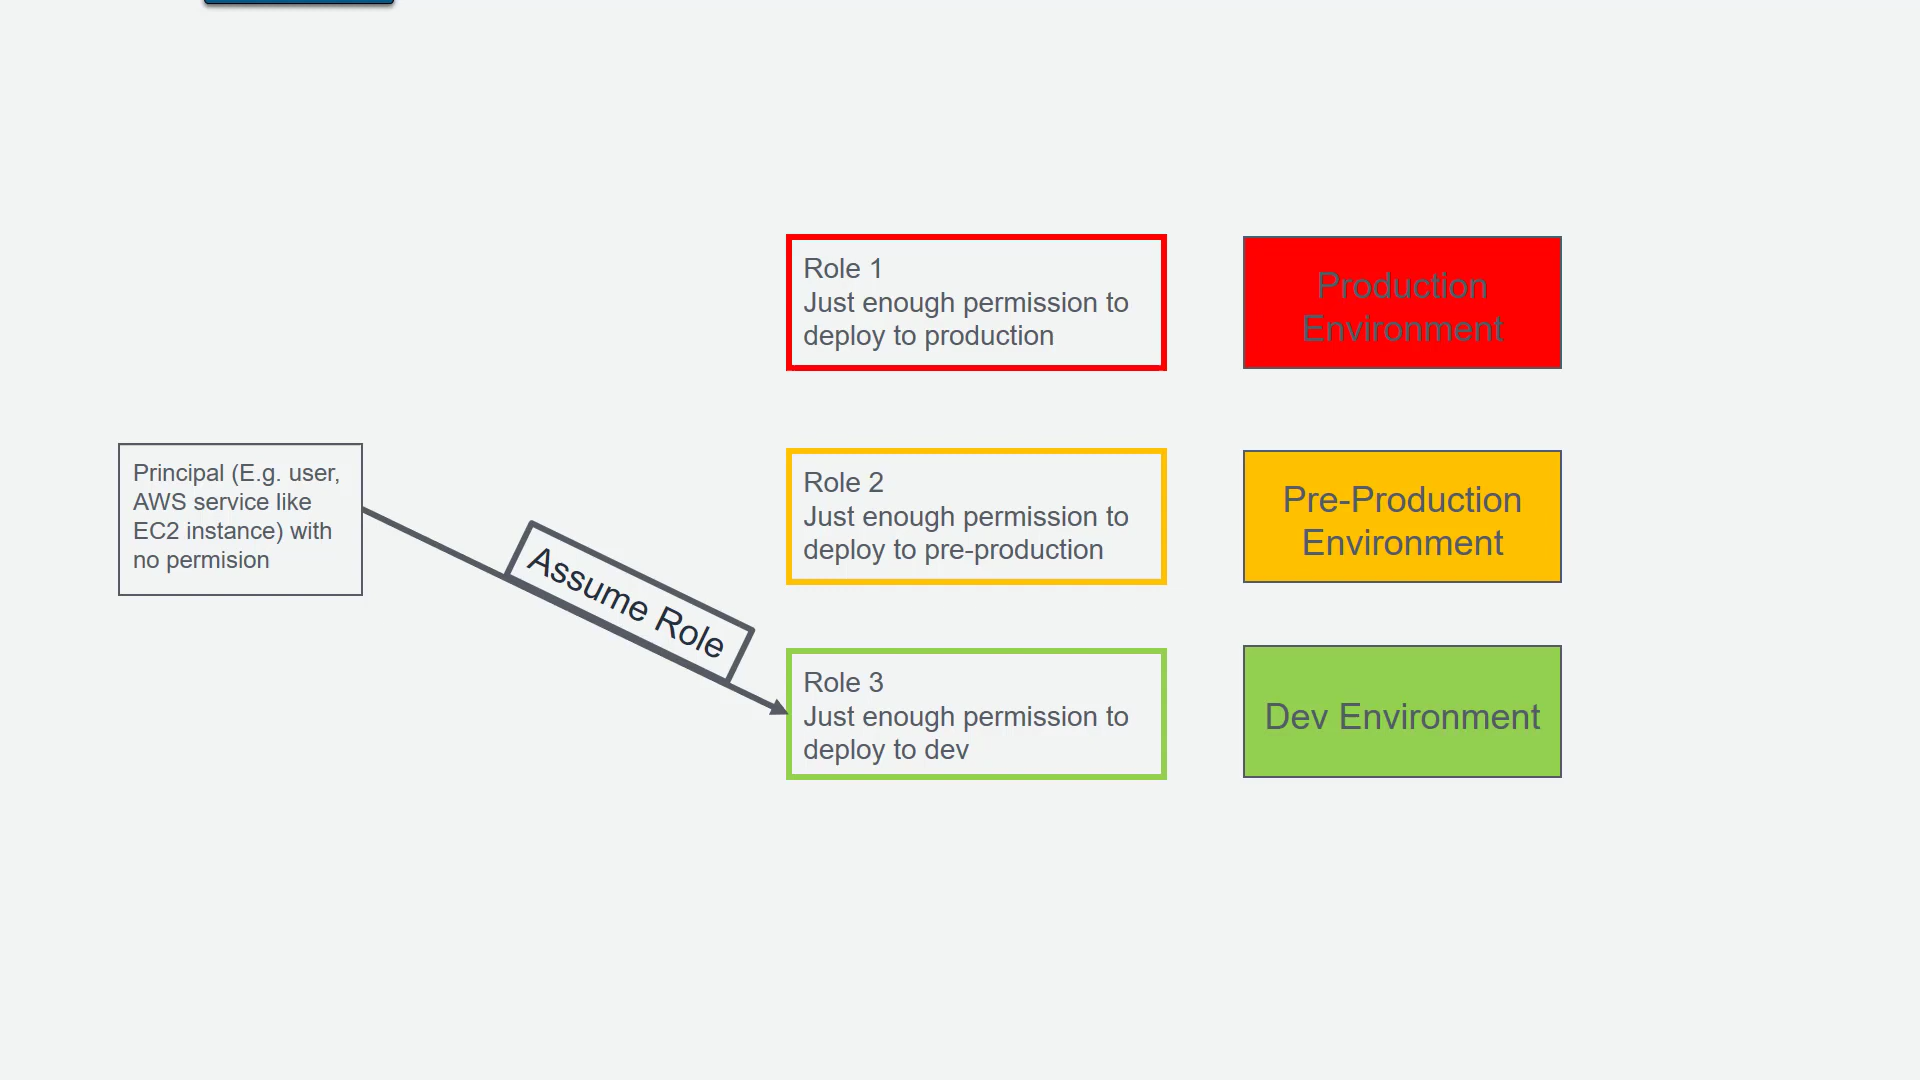 Role 1
Just enough permission to
deploy to production
Production
Environment
Principal (E.g. user,
AWS service like
EC2 instance) with
no permision
Assume Role
Role 2
Just enough permission to
deploy to pre-production
Pre-Production
Environment
Role 3
Just enough permission to
deploy to dev
Dev Environment